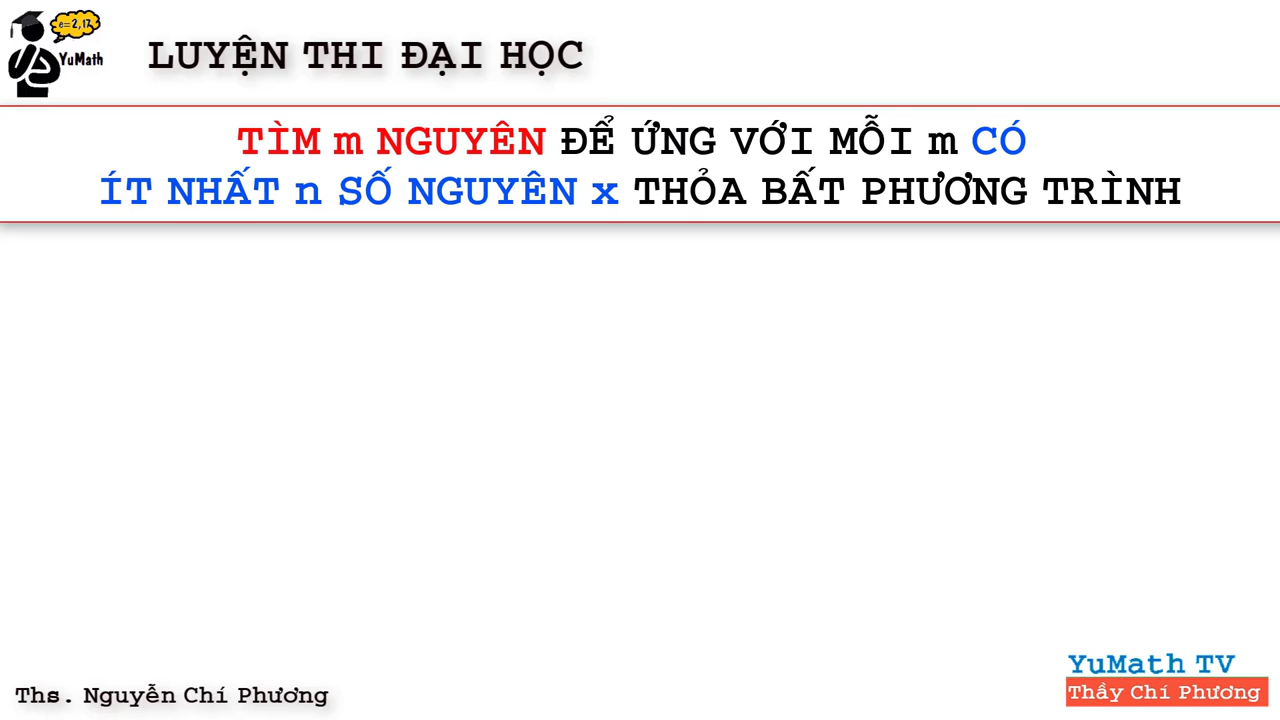 e=2,17
YuMath
LUYỆN THI ĐẠI HỌC
TÌM m NGUYÊN ĐỂ ỨNG VỚI MỖI m CÓ
ÍT NHẤT n SỐ NGUYÊN x THỎA BẤT PHƯƠNG TRÌNH
YuMath TV
Thầy Chí Phương
Ths. Nguyễn Chí Phương